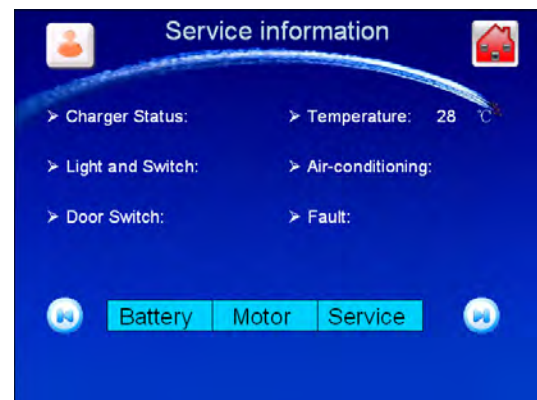 Service information
➢ Charger Status: ➢ Temperature: 28 ℃
➢ Light and Switch: ➢ Air-conditioning:
➢ Door Switch: ➢ Fault:
Battery Motor Service